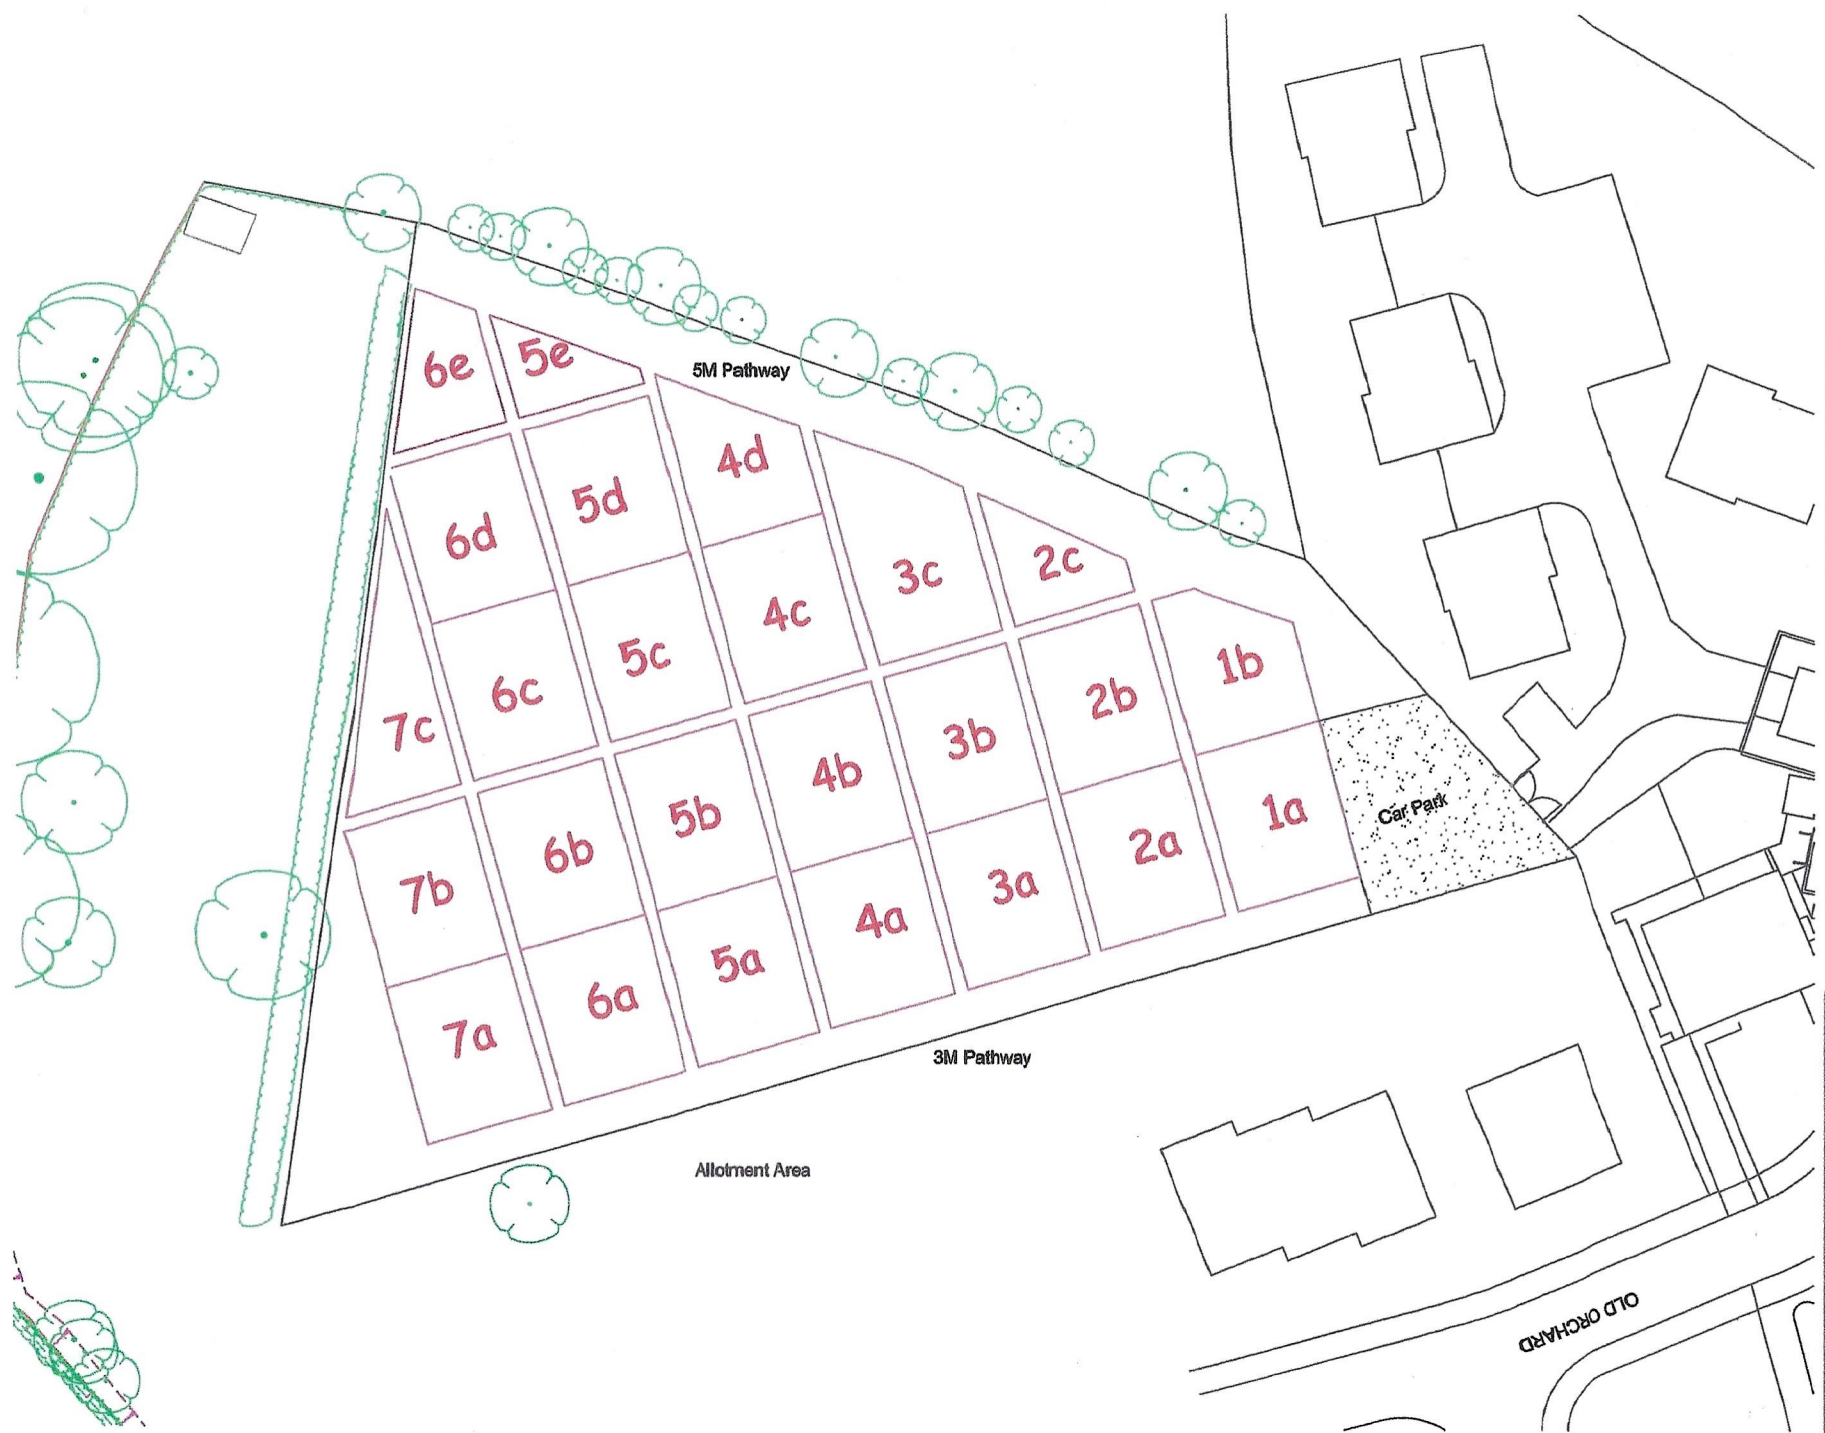 6e
5e
5M Pathway
4d
5d
6d
3c
2c
4c
5c
1b
6c
2b
7c
3b
4b
Car Park
1a
5b
2a
6b
3a
7b
4a
5a
6a
7a
3M Pathway
Allotment Area
OLD ORCHARD